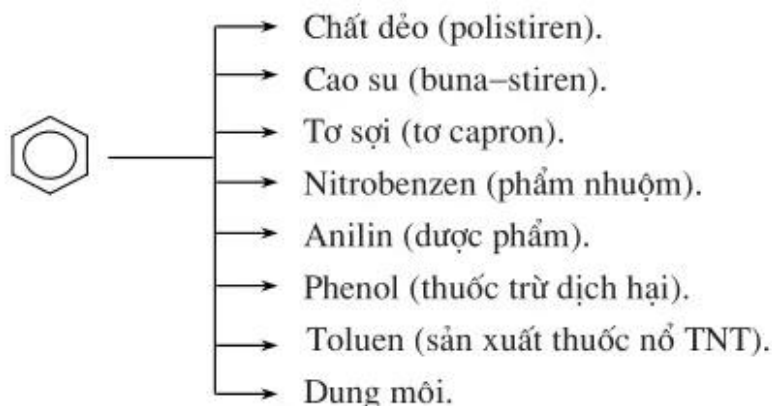 Chất dẻo (polistiren).
Cao su (buna–stiren).
Tơ sợi (tơ capron).
Nitrobenzen (phẩm nhuộm).
Anilin (dược phẩm).
Phenol (thuốc trừ dịch hại).
Toluen (sản xuất thuốc nổ TNT).
Dung môi.